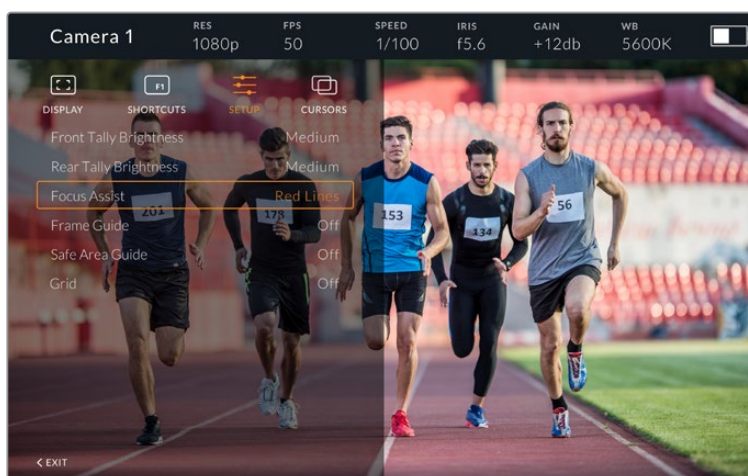 Camera 1
RES
1080p
FPS
50
SPEED
1/100
IRIS
f5.6
GAIN
+12db
WB
5600K
DISPLAY
F1
SHORTCUTS
SETUP
CURSORS
Front Tally Brightness Medium
Rear Tally Brightness Medium
Focus Assist Red Lines
Frame Guide Off
Safe Area Guide Off
Grid Off
201
178
153
134
56
< EXIT